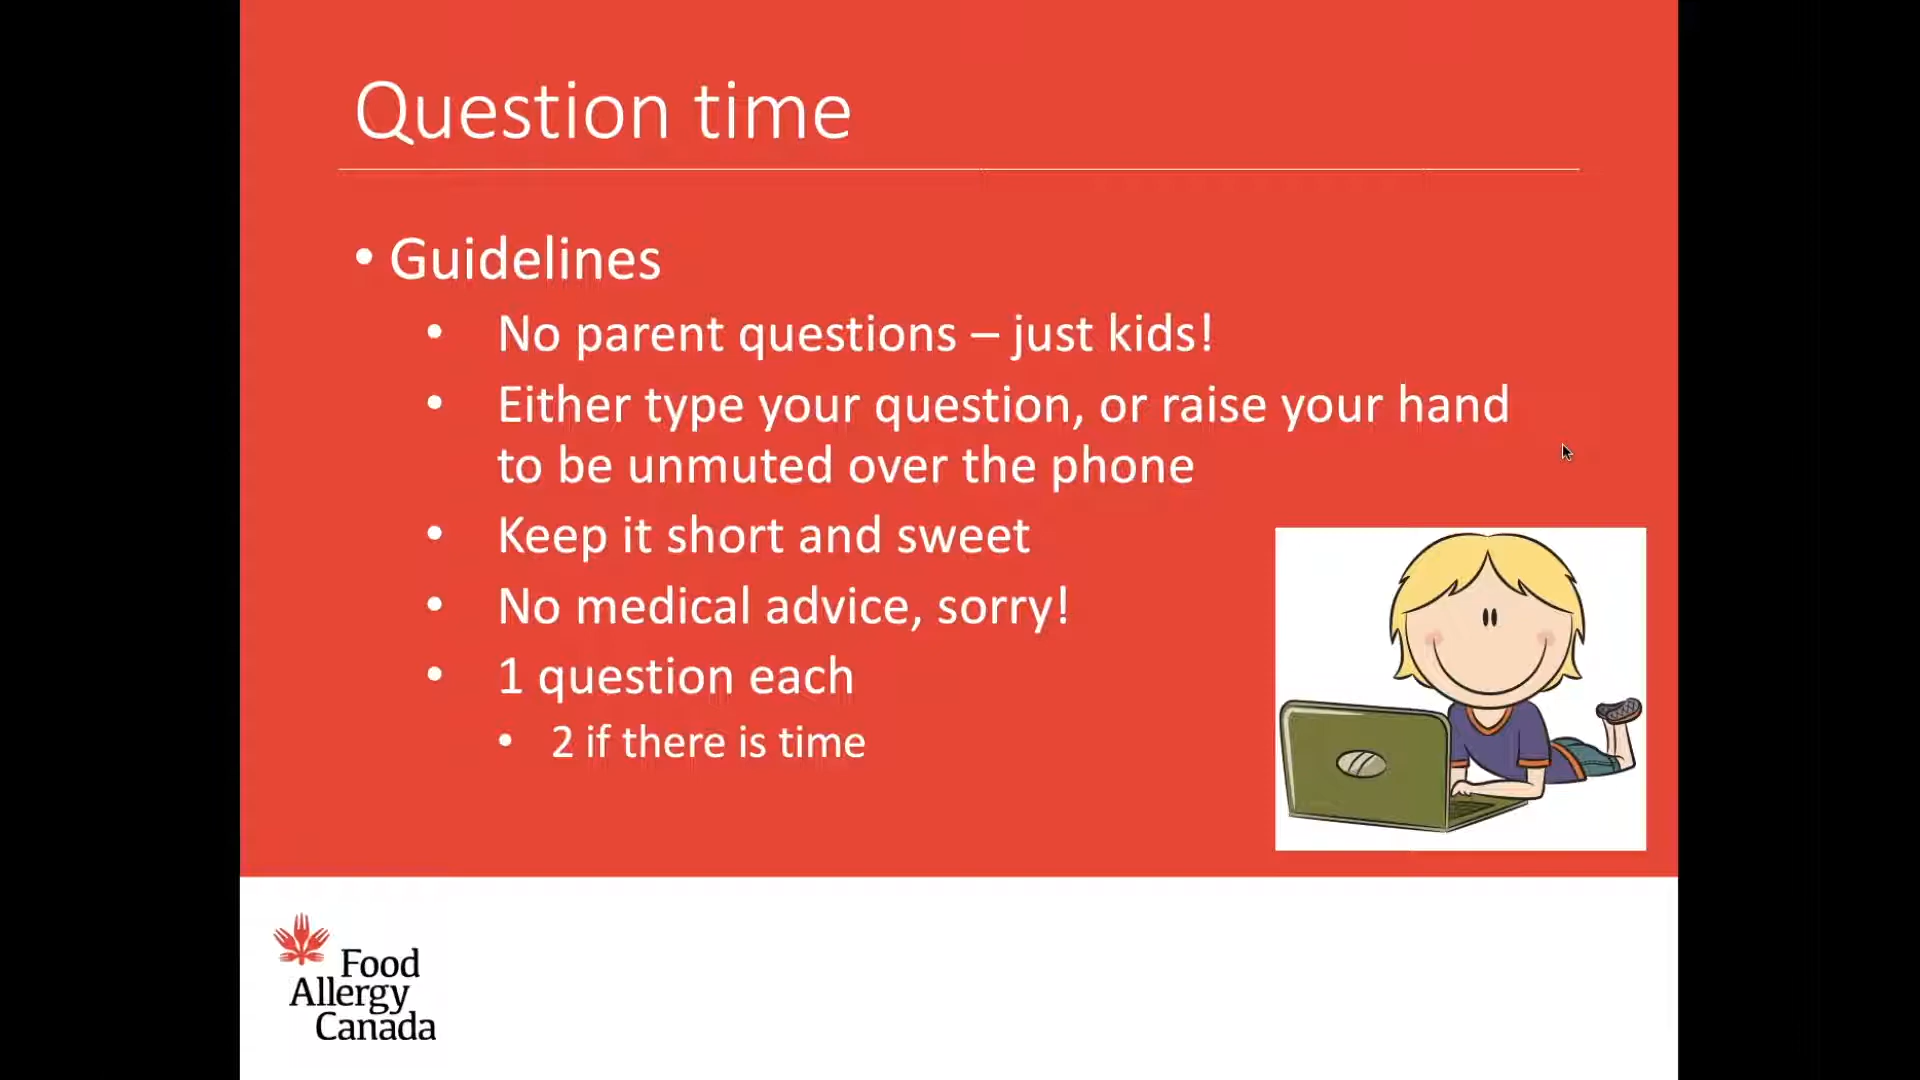 Question time
• Guidelines
• No parent questions – just kids!
• Either type your question, or raise your hand
to be unmuted over the phone
• Keep it short and sweet
• No medical advice, sorry!
• 1 question each
• 2 if there is time
Food
Allergy
Canada